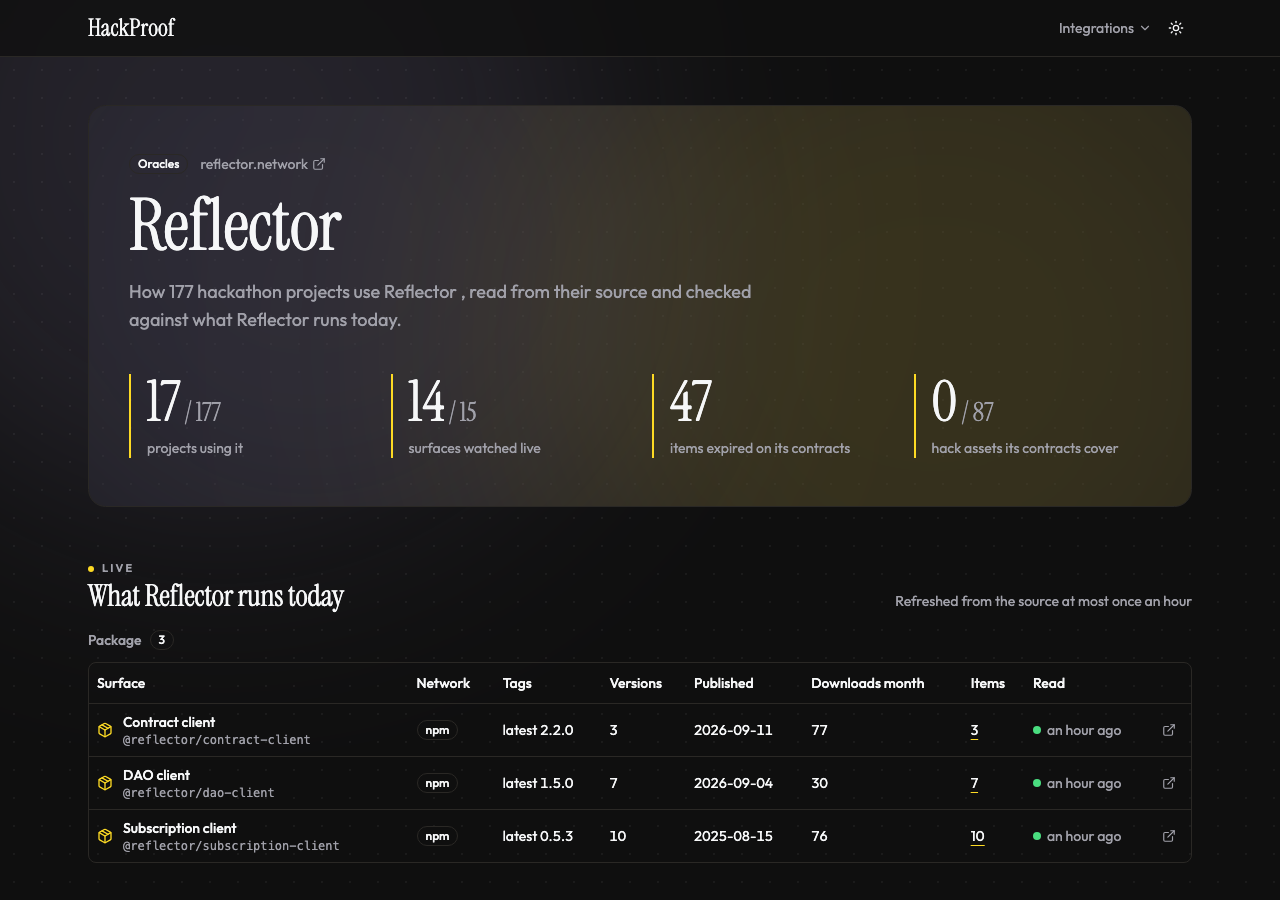 HackProof
Integrations
Oracles reflector.network
Reflector
How 177 hackathon projects use Reflector , read from their source and checked
against what Reflector runs today.
17 / 177
projects using it
14 / 15
surfaces watched live
47
items expired on its contracts
0 / 87
hack assets its contracts cover
LIVE
What Reflector runs today
Refreshed from the source at most once an hour
Package 3
Surface Network Tags Versions Published Downloads month Items Read
Contract client
@reflector/contract-client
npm latest 2.2.0 3 2026-09-11 77 3 an hour ago
DAO client
@reflector/dao-client
npm latest 1.5.0 7 2026-09-04 30 7 an hour ago
Subscription client
@reflector/subscription-client
npm latest 0.5.3 10 2025-08-15 76 10 an hour ago